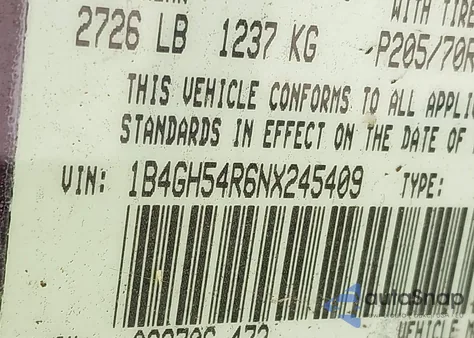 2726 LB 1237 KG P205/70R
WITH TIRE
THIS VEHICLE CONFORMS TO ALL APPLI
STANDARDS IN EFFECT ON THE DATE OF
VIN: 1B4GH54R6NX245409 TYPE:
autoSnap
VEHICLE M